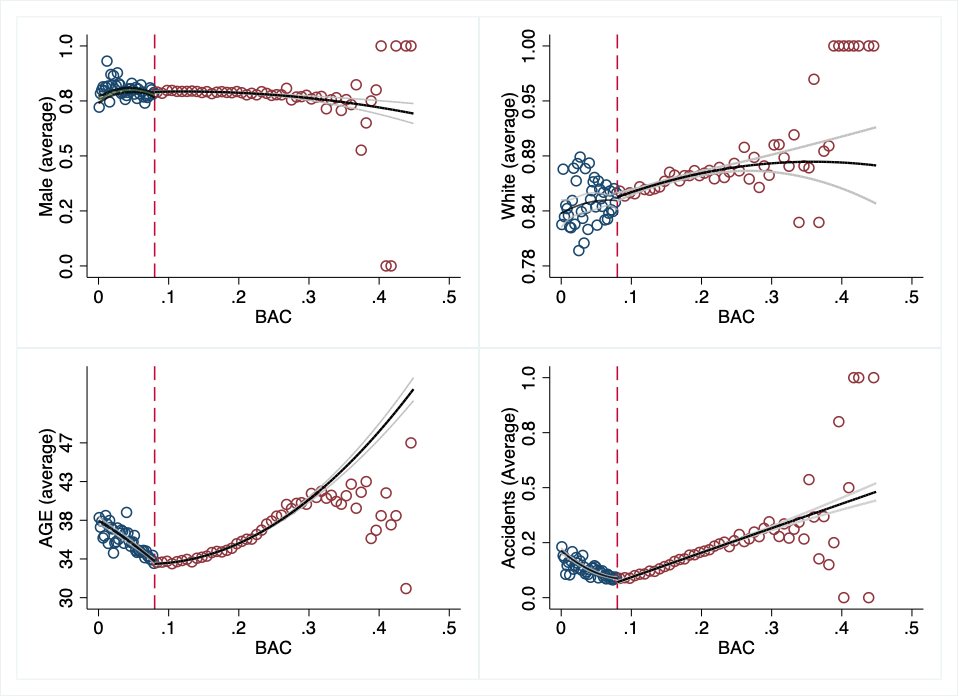 Male (average)
1.0
0.8
0.5
0.2
0.0
0 .1 .2 .3 .4 .5
BAC
White (average)
1.00
0.95
0.89
0.84
0.78
0 .1 .2 .3 .4 .5
BAC
AGE (average)
47
43
38
34
30
0 .1 .2 .3 .4 .5
BAC
Accidents (Average)
1.0
0.8
0.5
0.2
0.0
0 .1 .2 .3 .4 .5
BAC